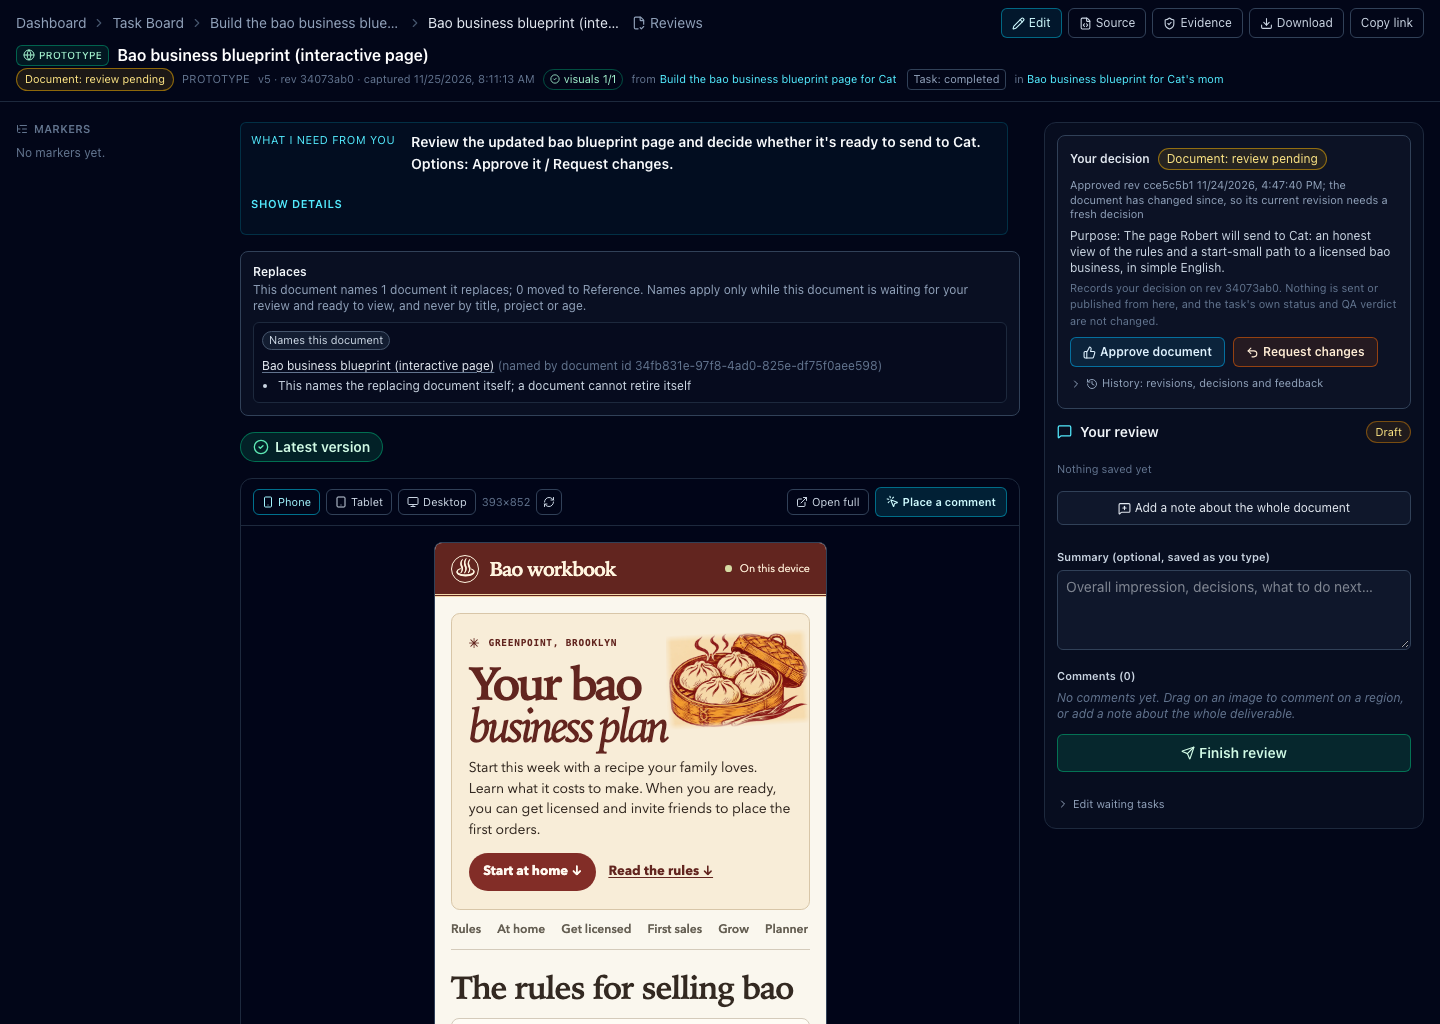 Dashboard > Task Board > Build the bao business blue... > Bao business blueprint (inte... Reviews
Edit Source Evidence Download Copy link
PROTOTYPE Bao business blueprint (interactive page)
Document: review pending PROTOTYPE v5 · rev 34073ab0 · captured 11/25/2026, 8:11:13 AM visuals 1/1 from Build the bao business blueprint page for Cat Task: completed in Bao business blueprint for Cat's mom
MARKERS
No markers yet.
WHAT I NEED FROM YOU
Review the updated bao blueprint page and decide whether it's ready to send to Cat.
Options: Approve it / Request changes.
SHOW DETAILS
Replaces
This document names 1 document it replaces; 0 moved to Reference. Names apply only while this document is waiting for your
review and ready to view, and never by title, project or age.
Names this document
Bao business blueprint (interactive page) (named by document id 34fb831e-97f8-4ad0-825e-df75f0aee598)
• This names the replacing document itself; a document cannot retire itself
Latest version
Phone Tablet Desktop 393×852 Open full Place a comment
Bao workbook On this device
GREENPOINT, BROOKLYN
Your bao
business plan
Start this week with a recipe your family loves.
Learn what it costs to make. When you are ready,
you can get licensed and invite friends to place the
first orders.
Start at home ↓ Read the rules ↓
Rules At home Get licensed First sales Grow Planner
The rules for selling bao
Your decision Document: review pending
Approved rev cce5c5b1 11/24/2026, 4:47:40 PM; the
document has changed since, so its current revision needs a
fresh decision
Purpose: The page Robert will send to Cat: an honest
view of the rules and a start-small path to a licensed bao
business, in simple English.
Records your decision on rev 34073ab0. Nothing is sent or
published from here, and the task's own status and QA verdict
are not changed.
Approve document Request changes
History: revisions, decisions and feedback
Your review Draft
Nothing saved yet
Add a note about the whole document
Summary (optional, saved as you type)
Overall impression, decisions, what to do next...
Comments (0)
No comments yet. Drag on an image to comment on a region,
or add a note about the whole deliverable.
Finish review
Edit waiting tasks